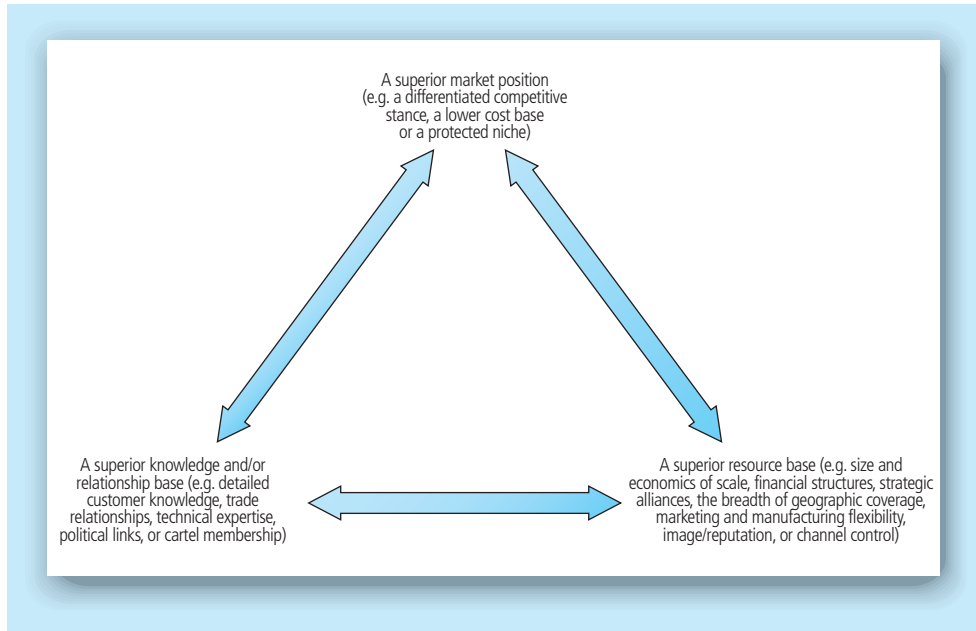 A superior market position
(e.g. a differentiated competitive
stance, a lower cost base
or a protected niche)
A superior knowledge and/or
relationship base (e.g. detailed
customer knowledge, trade
relationships, technical expertise,
political links, or cartel membership)
A superior resource base (e.g. size and
economics of scale, financial structures, strategic
alliances, the breadth of geographic coverage,
marketing and manufacturing flexibility,
image/reputation, or channel control)